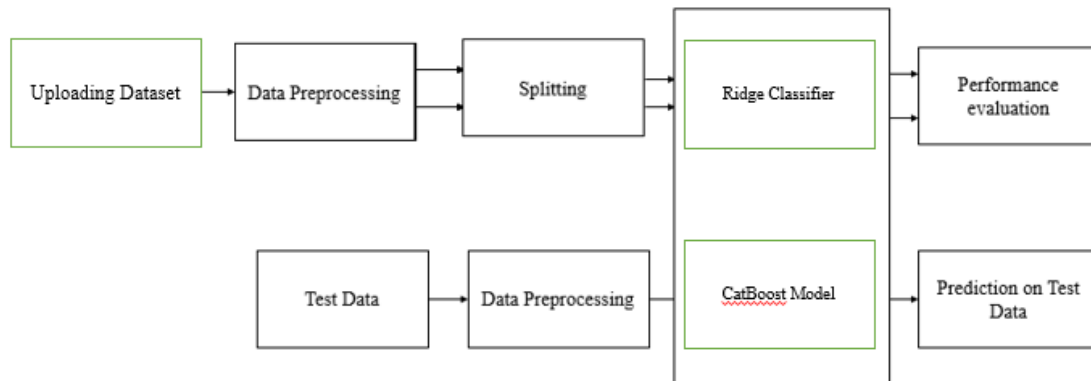 Uploading Dataset
Data Preprocessing
Splitting
Ridge Classifier
Performance
evaluation
Test Data
Data Preprocessing
CatBoost Model
Prediction on Test
Data